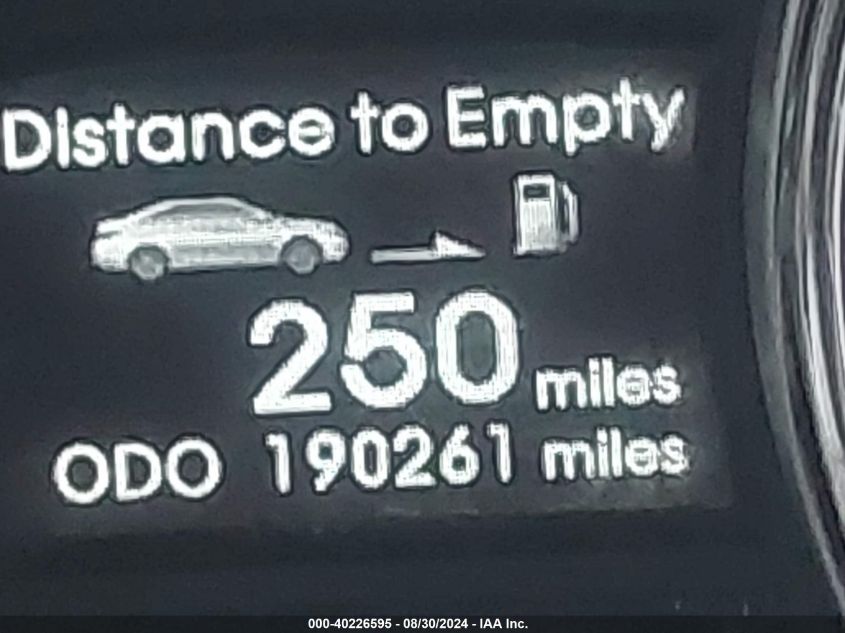 Distance to Empty
250 miles
ODO 190261 miles
000-40226595 - 08/30/2024 - IAA Inc.